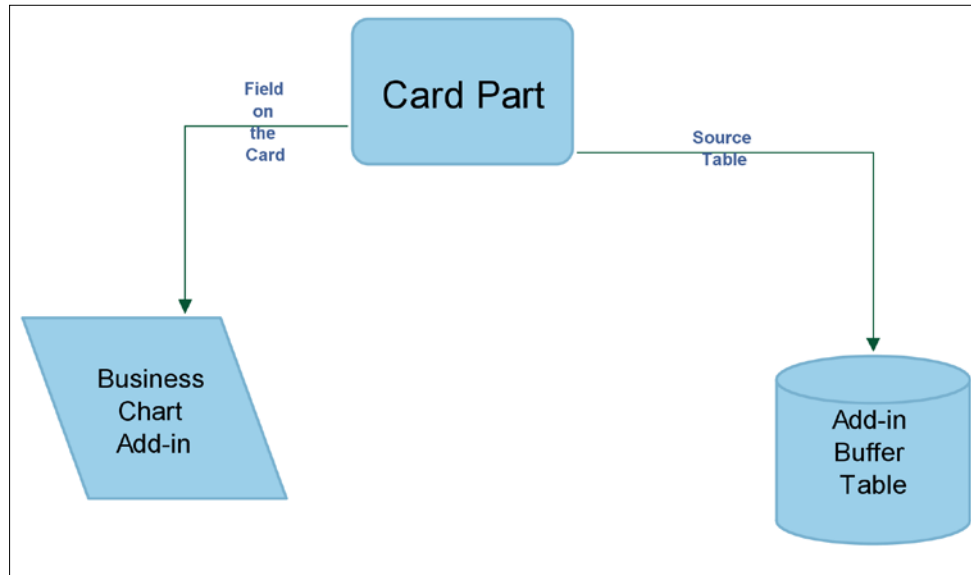 Card Part
Field
on
the
Card
Source
Table
Business
Chart
Add-in
Add-in
Buffer
Table